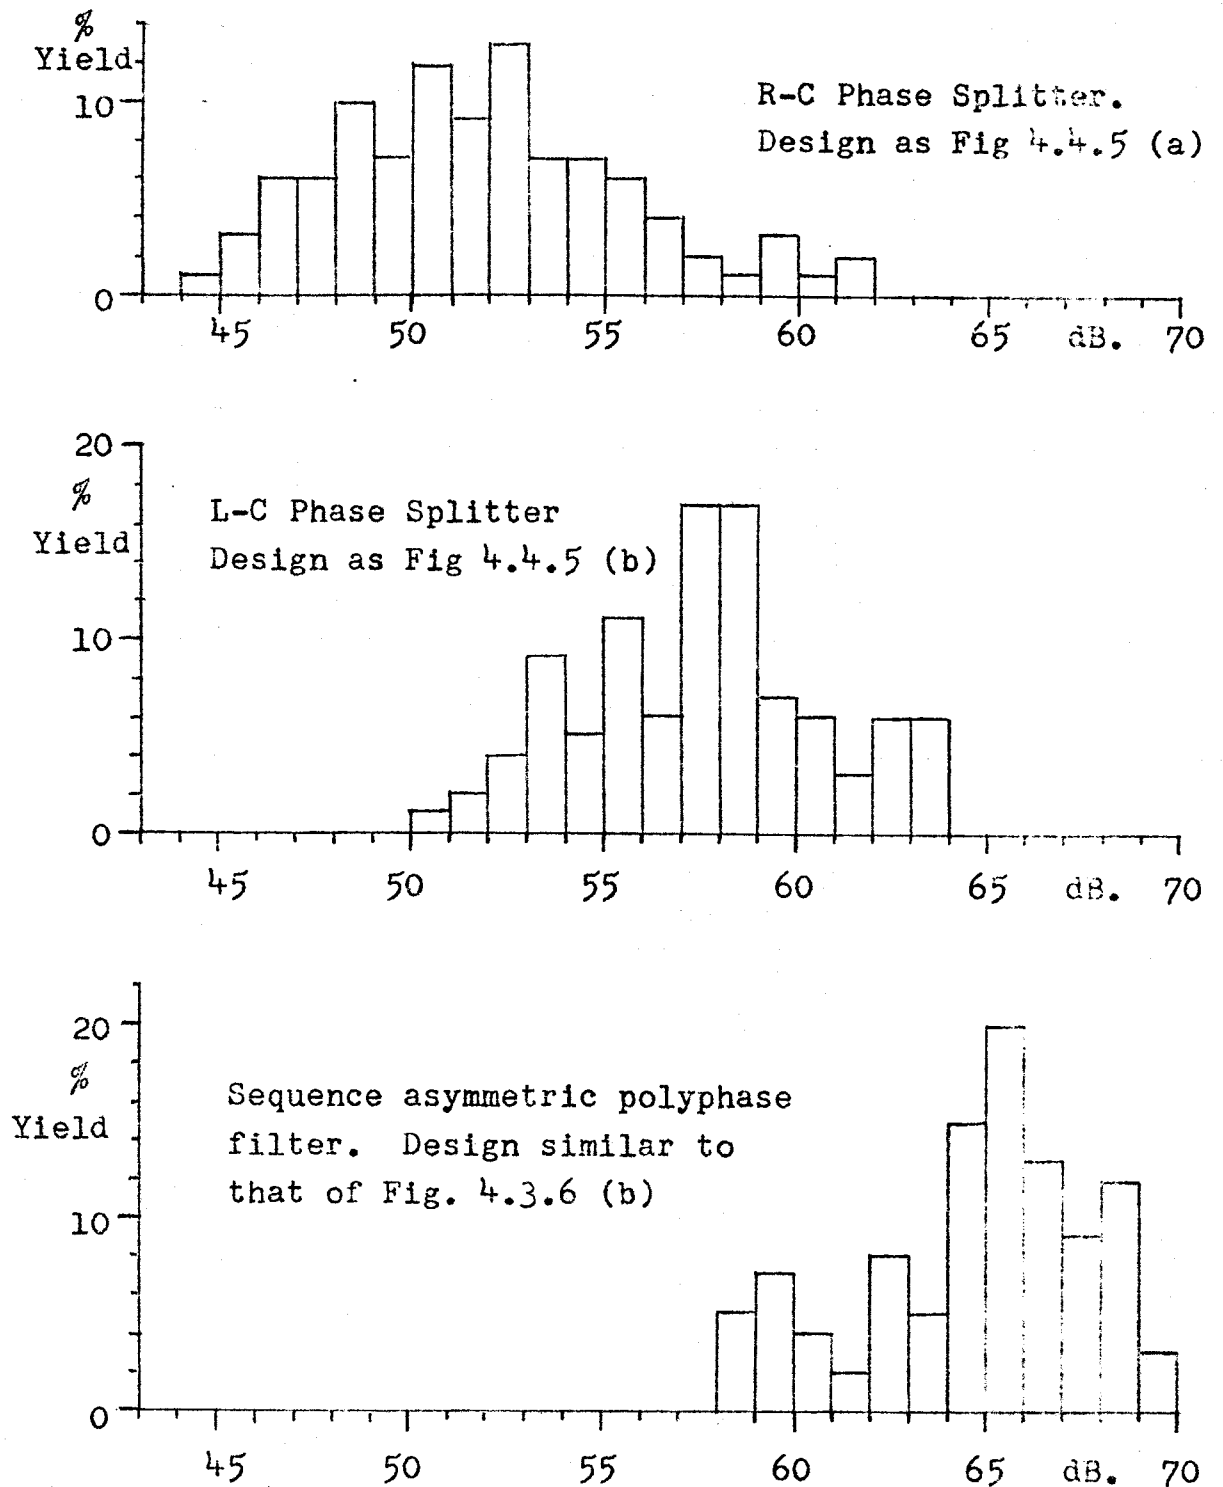 %
Yield
10
0
R-C Phase Splitter.
Design as Fig 4.4.5 (a)
45 50 55 60 65 dB. 70
20
%
Yield
10
0
L-C Phase Splitter
Design as Fig 4.4.5 (b)
45 50 55 60 65 dB. 70
20
%
Yield
10
0
Sequence asymmetric polyphase
filter. Design similar to
that of Fig. 4.3.6 (b)
45 50 55 60 65 dB. 70